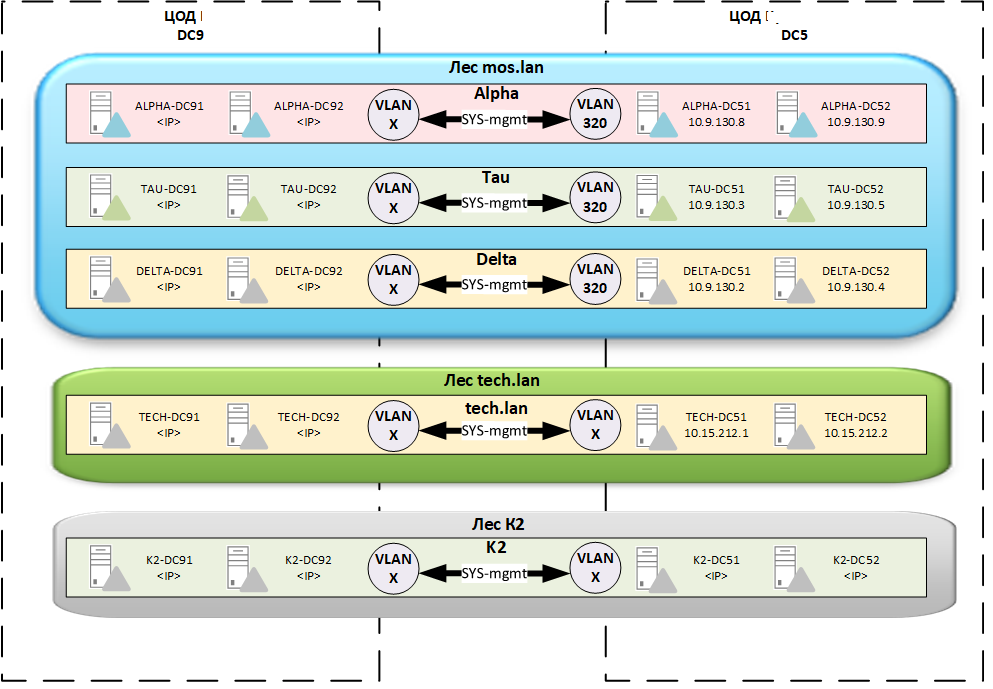 ЦОД
DC9
ЦОД
DC5
Лес mos.lan
Alpha
ALPHA-DC91
<IP>
ALPHA-DC92
<IP>
VLAN
X
SYS-mgmt
VLAN
320
ALPHA-DC51
10.9.130.8
ALPHA-DC52
10.9.130.9
Tau
TAU-DC91
<IP>
TAU-DC92
<IP>
VLAN
X
SYS-mgmt
VLAN
320
TAU-DC51
10.9.130.3
TAU-DC52
10.9.130.5
Delta
DELTA-DC91
<IP>
DELTA-DC92
<IP>
VLAN
X
SYS-mgmt
VLAN
320
DELTA-DC51
10.9.130.2
DELTA-DC52
10.9.130.4
Лес tech.lan
tech.lan
TECH-DC91
<IP>
TECH-DC92
<IP>
VLAN
X
SYS-mgmt
VLAN
X
TECH-DC51
10.15.212.1
TECH-DC52
10.15.212.2
Лес K2
K2
K2-DC91
<IP>
K2-DC92
<IP>
VLAN
X
SYS-mgmt
VLAN
X
K2-DC51
<IP>
K2-DC52
<IP>